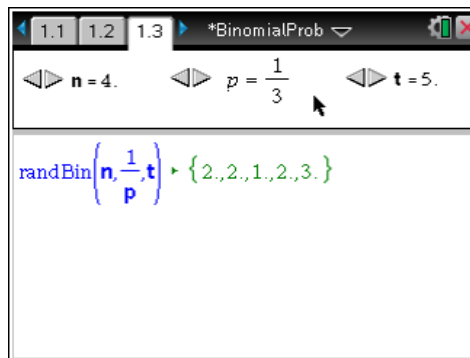 1.1 1.2 1.3 *BinomialProb
n = 4. p = 1/3 t = 5.
randBin(n, 1/p, t) ▸ {2.,2.,1.,2.,3.}